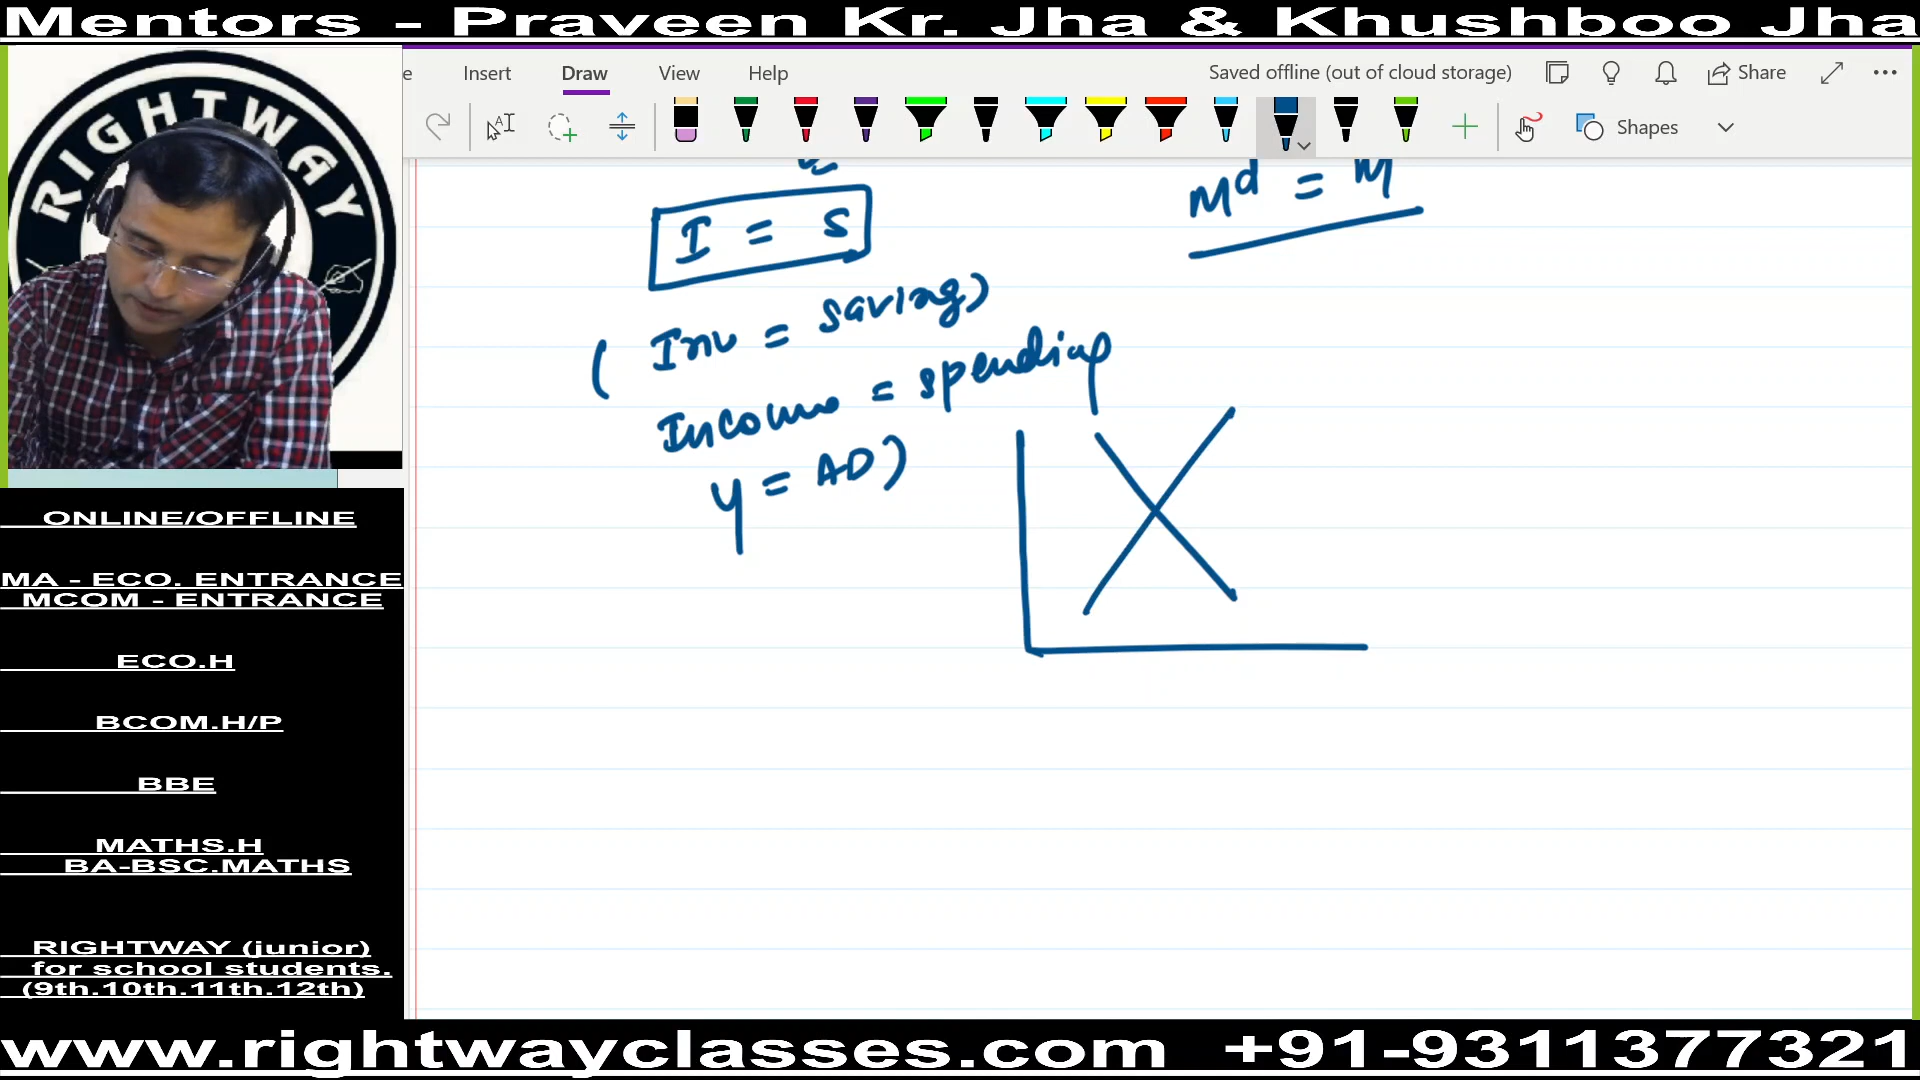 Mentors - Praveen Kr. Jha & Khushboo Jha
RIGHTWAY
Insert Draw View Help
Saved offline (out of cloud storage)
Share
Shapes
I = S
M^d = M
( Inv = saving)
Income = spending
Y = AD)
ONLINE/OFFLINE
MA - ECO. ENTRANCE
MCOM - ENTRANCE
ECO.H
BCOM.H/P
BBE
MATHS.H
BA-BSC.MATHS
RIGHTWAY (junior)
for school students.
(9th.10th.11th.12th)
www.rightwayclasses.com +91-9311377321